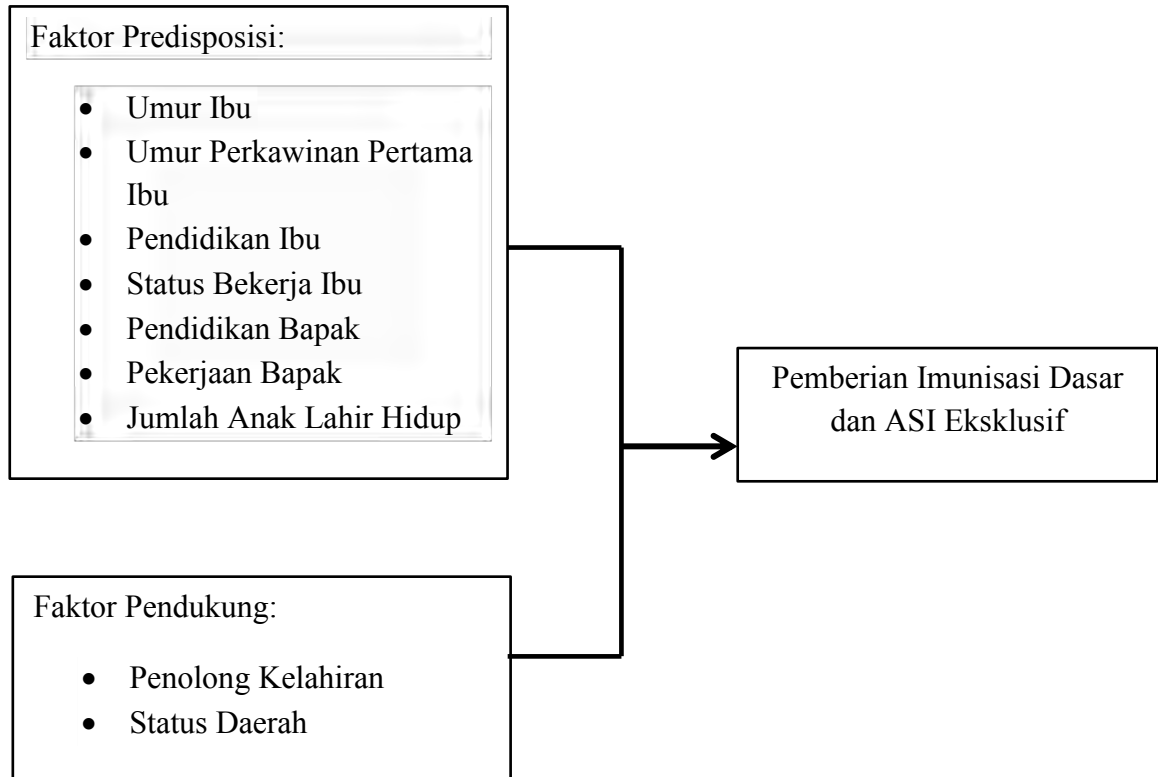 Faktor Predisposisi:
• Umur Ibu
• Umur Perkawinan Pertama
Ibu
• Pendidikan Ibu
• Status Bekerja Ibu
• Pendidikan Bapak
• Pekerjaan Bapak
• Jumlah Anak Lahir Hidup
Pemberian Imunisasi Dasar
dan ASI Eksklusif
Faktor Pendukung:
• Penolong Kelahiran
• Status Daerah